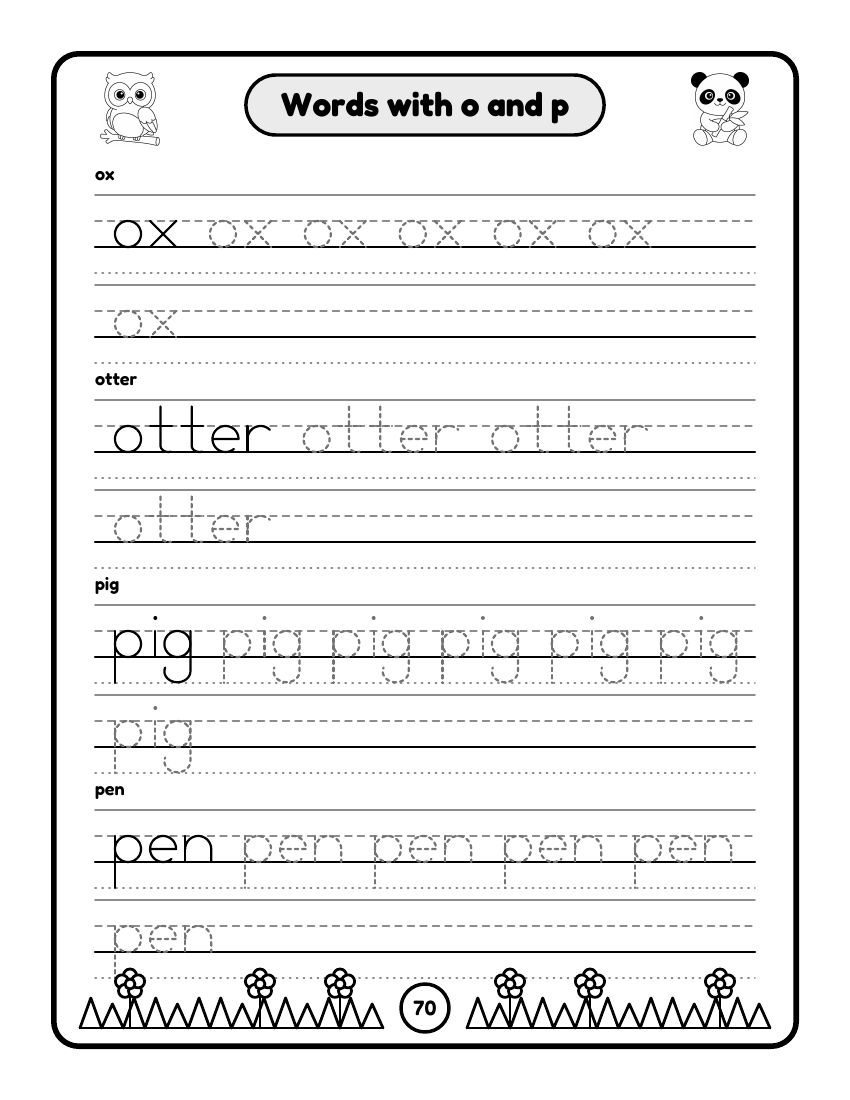 Words with o and p
ox
ox ox ox ox ox ox
ox
otter
otter otter otter
otter
pig
pig pig pig pig pig pig
pig
pen
pen pen pen pen pen
pen
70